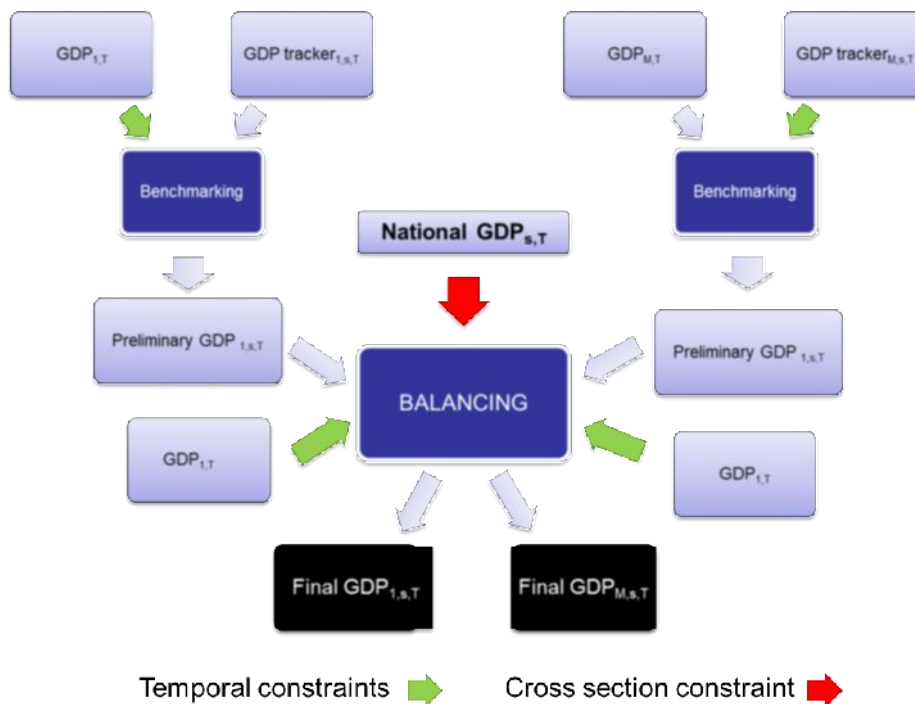 GDP1,T
GDP tracker1,s,T
GDPM,T
GDP trackerM,s,T
Benchmarking
Benchmarking
National GDPs,T
Preliminary GDP 1,s,T
Preliminary GDP 1,s,T
BALANCING
GDP1,T
GDP1,T
Final GDP1,s,T
Final GDPM,s,T
Temporal constraints
Cross section constraint